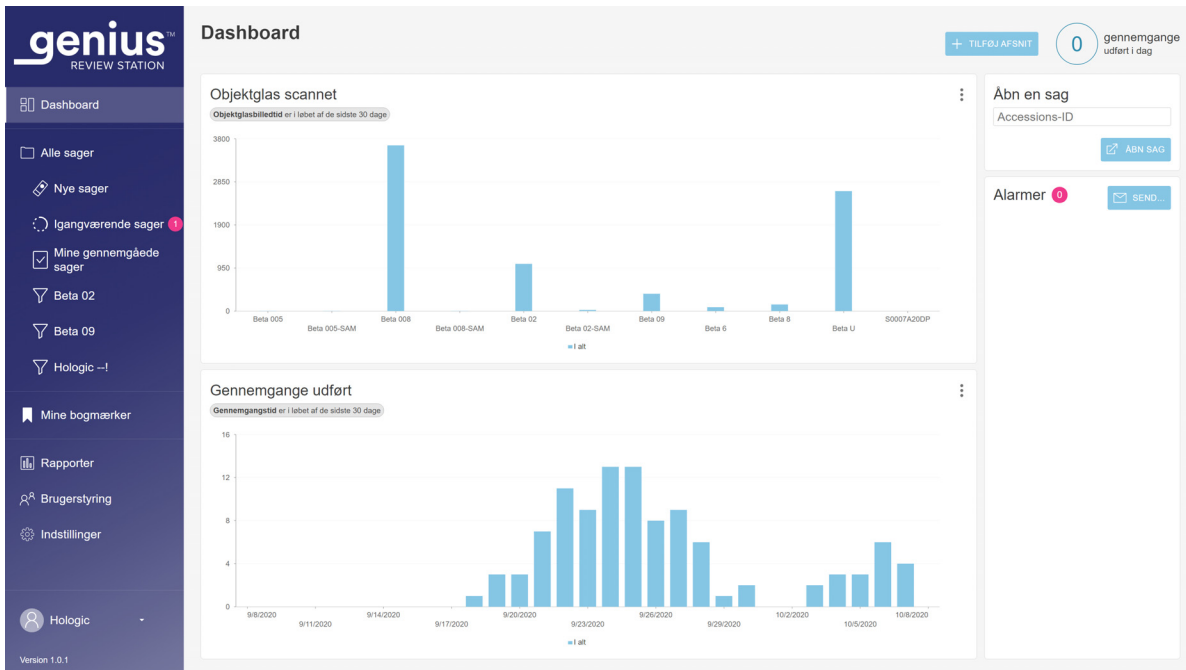 genius™
REVIEW STATION
Dashboard
Alle sager
Nye sager
Igangværende sager 1
Mine gennemgåede
sager
Beta 02
Beta 09
Hologic --!
Mine bogmærker
Rapporter
Brugerstyring
Indstillinger
Hologic
Version 1.0.1
Dashboard
TILFØJ AFSNIT
0
gennemgange
udført i dag
Objektglas scannet
Objektglasbilledtid er i løbet af de sidste 30 dage
3800
2850
1900
950
0
Beta 005
Beta 005-SAM
Beta 008
Beta 008-SAM
Beta 02
Beta 02-SAM
Beta 09
Beta 6
Beta 8
Beta U
S0007A20DP
I alt
Gennemgange udført
Gennemgangstid er i løbet af de sidste 30 dage
16
12
8
4
0
9/8/2020
9/11/2020
9/14/2020
9/17/2020
9/20/2020
9/23/2020
9/26/2020
9/29/2020
10/2/2020
10/5/2020
10/8/2020
I alt
Åbn en sag
Accessions-ID
ÅBN SAG
Alarmer 0
SEND...